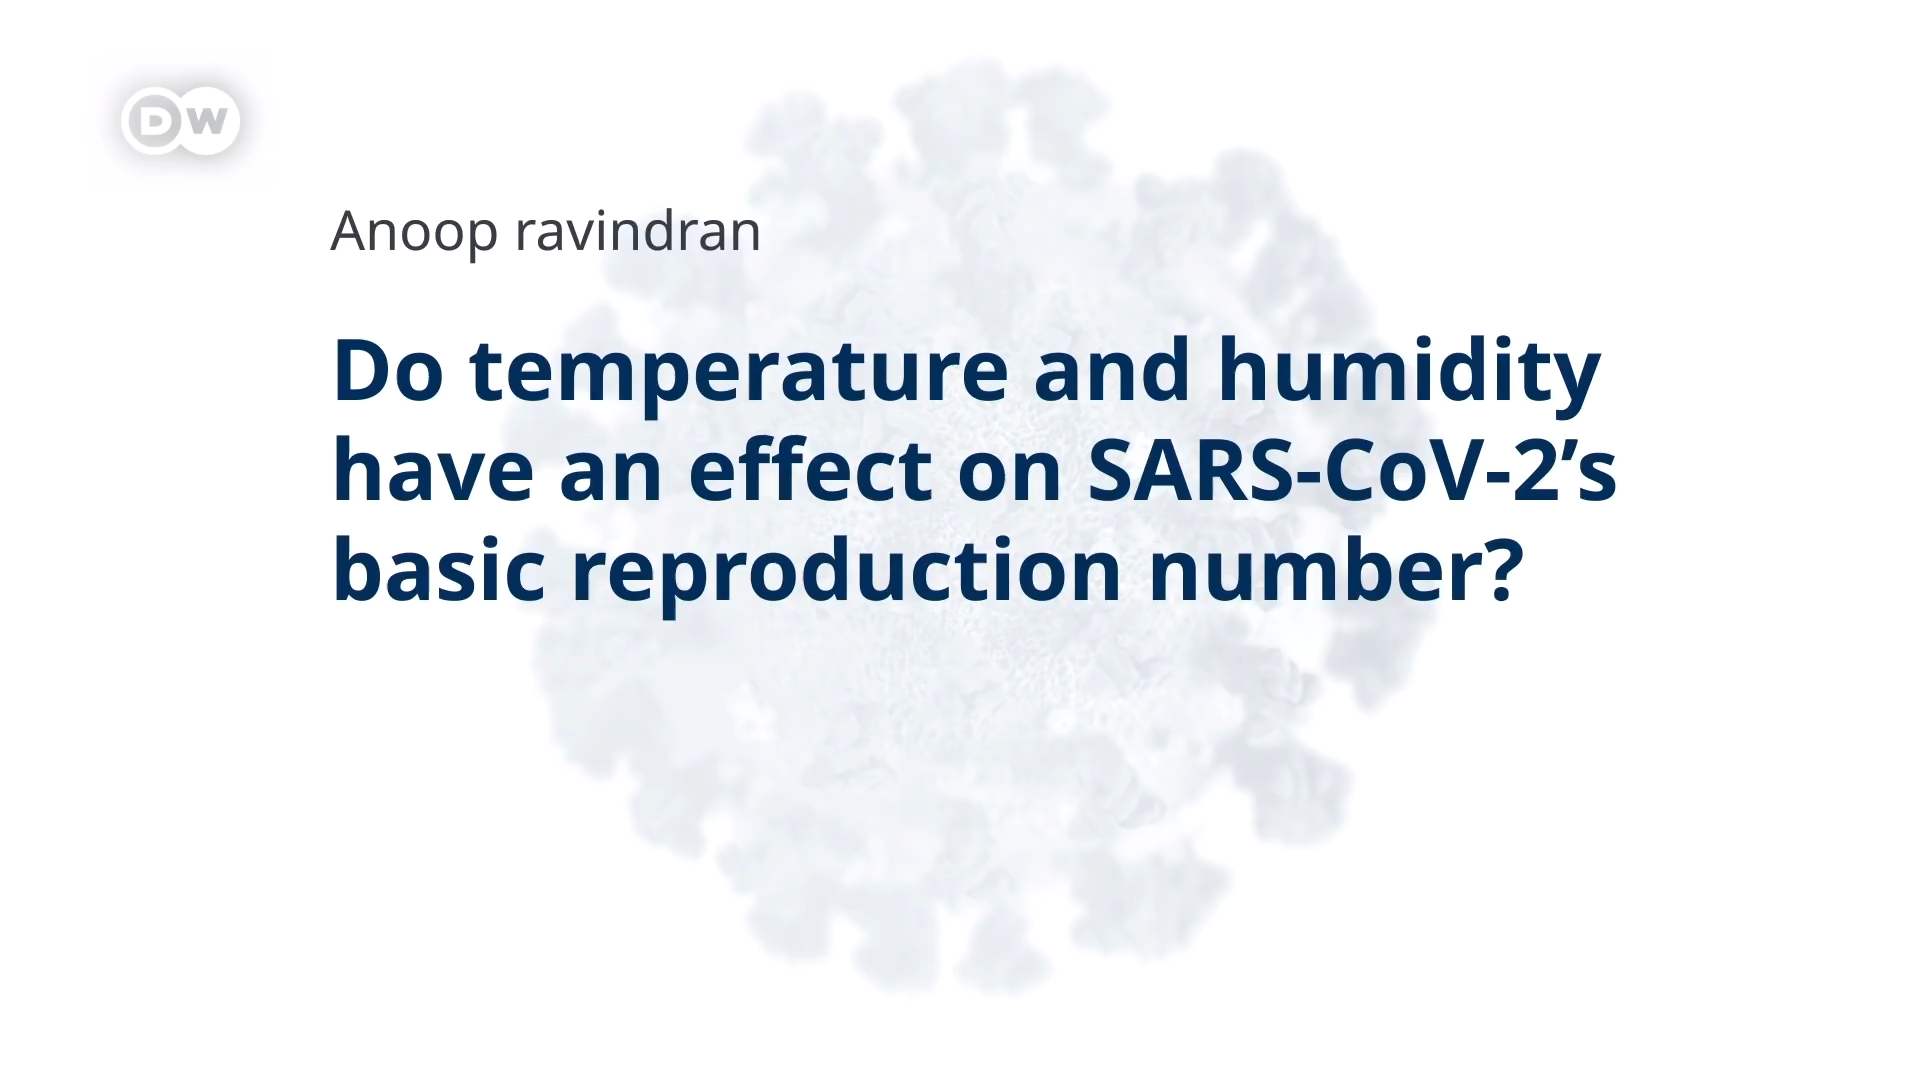 DW
Anoop ravindran
Do temperature and humidity
have an effect on SARS-CoV-2’s
basic reproduction number?